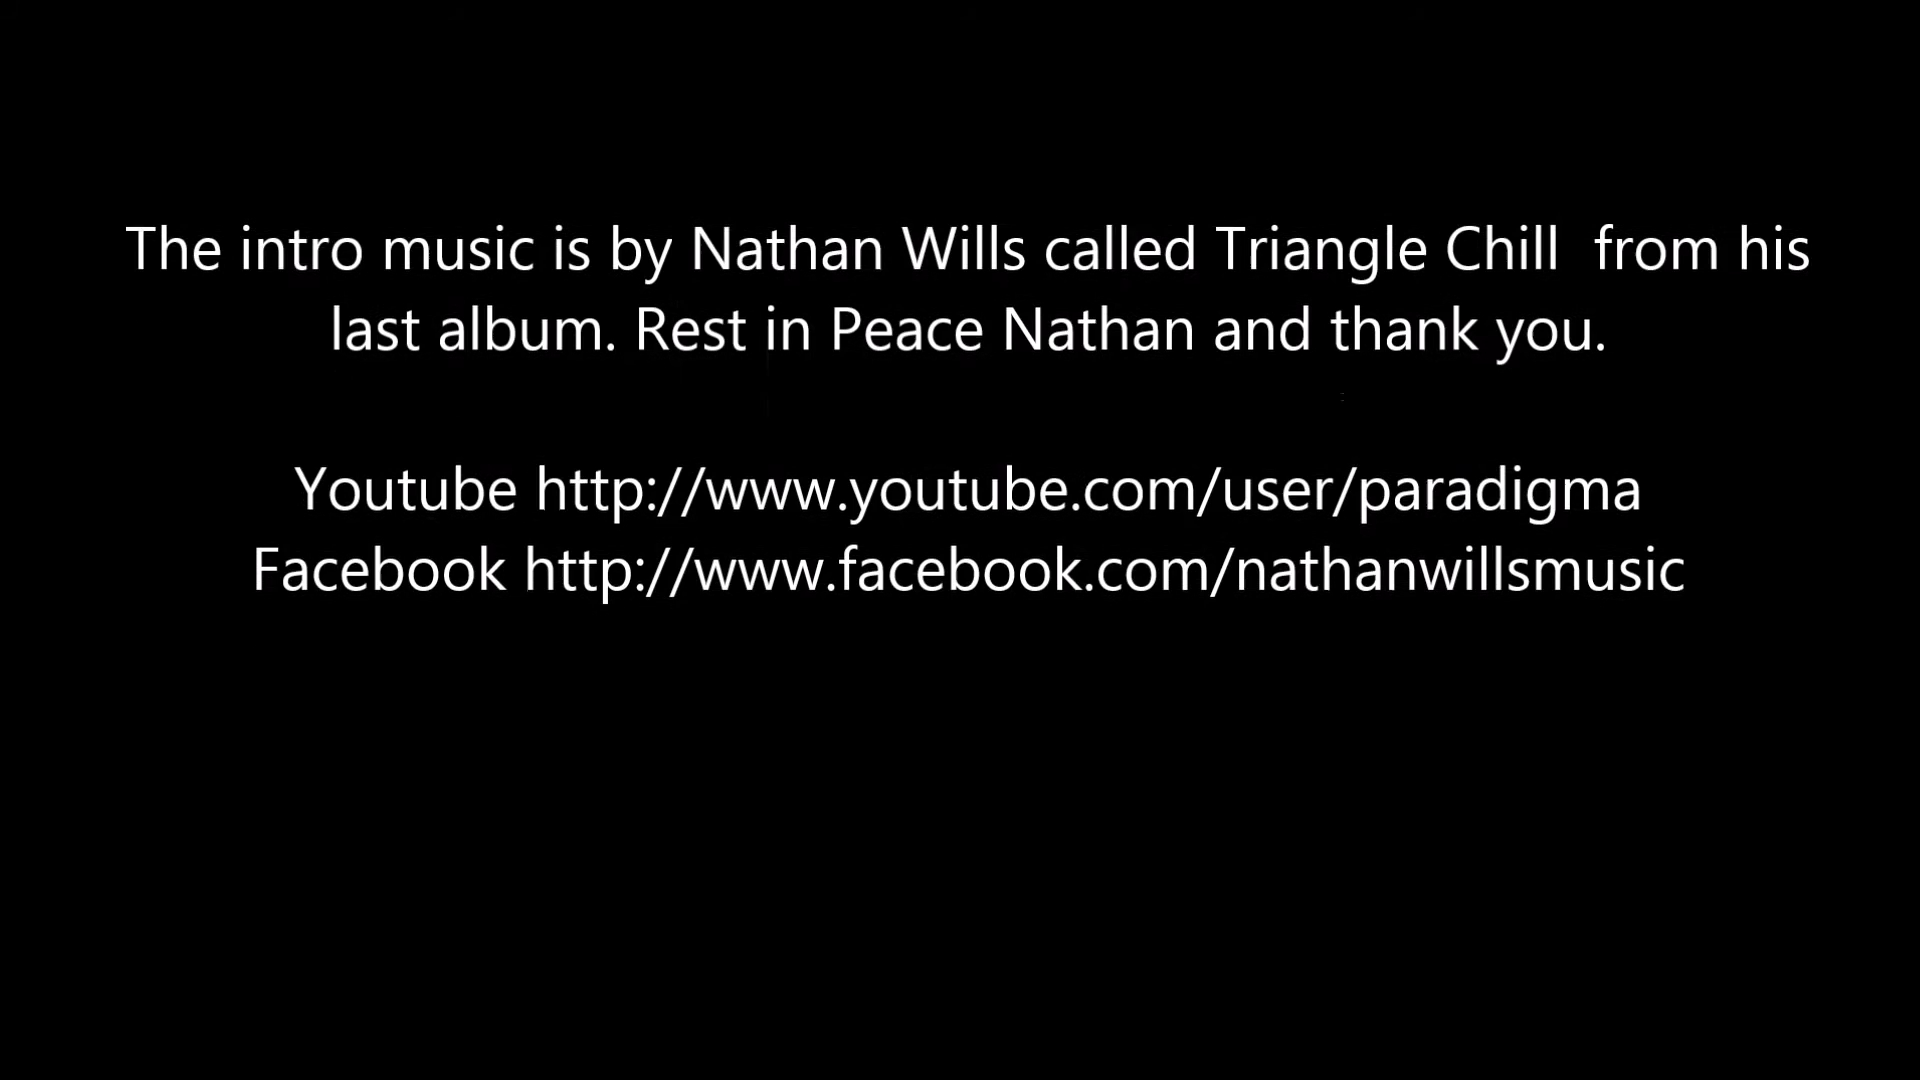 The intro music is by Nathan Wills called Triangle Chill  from his
last album. Rest in Peace Nathan and thank you.
Youtube http://www.youtube.com/user/paradigma
Facebook http://www.facebook.com/nathanwillsmusic